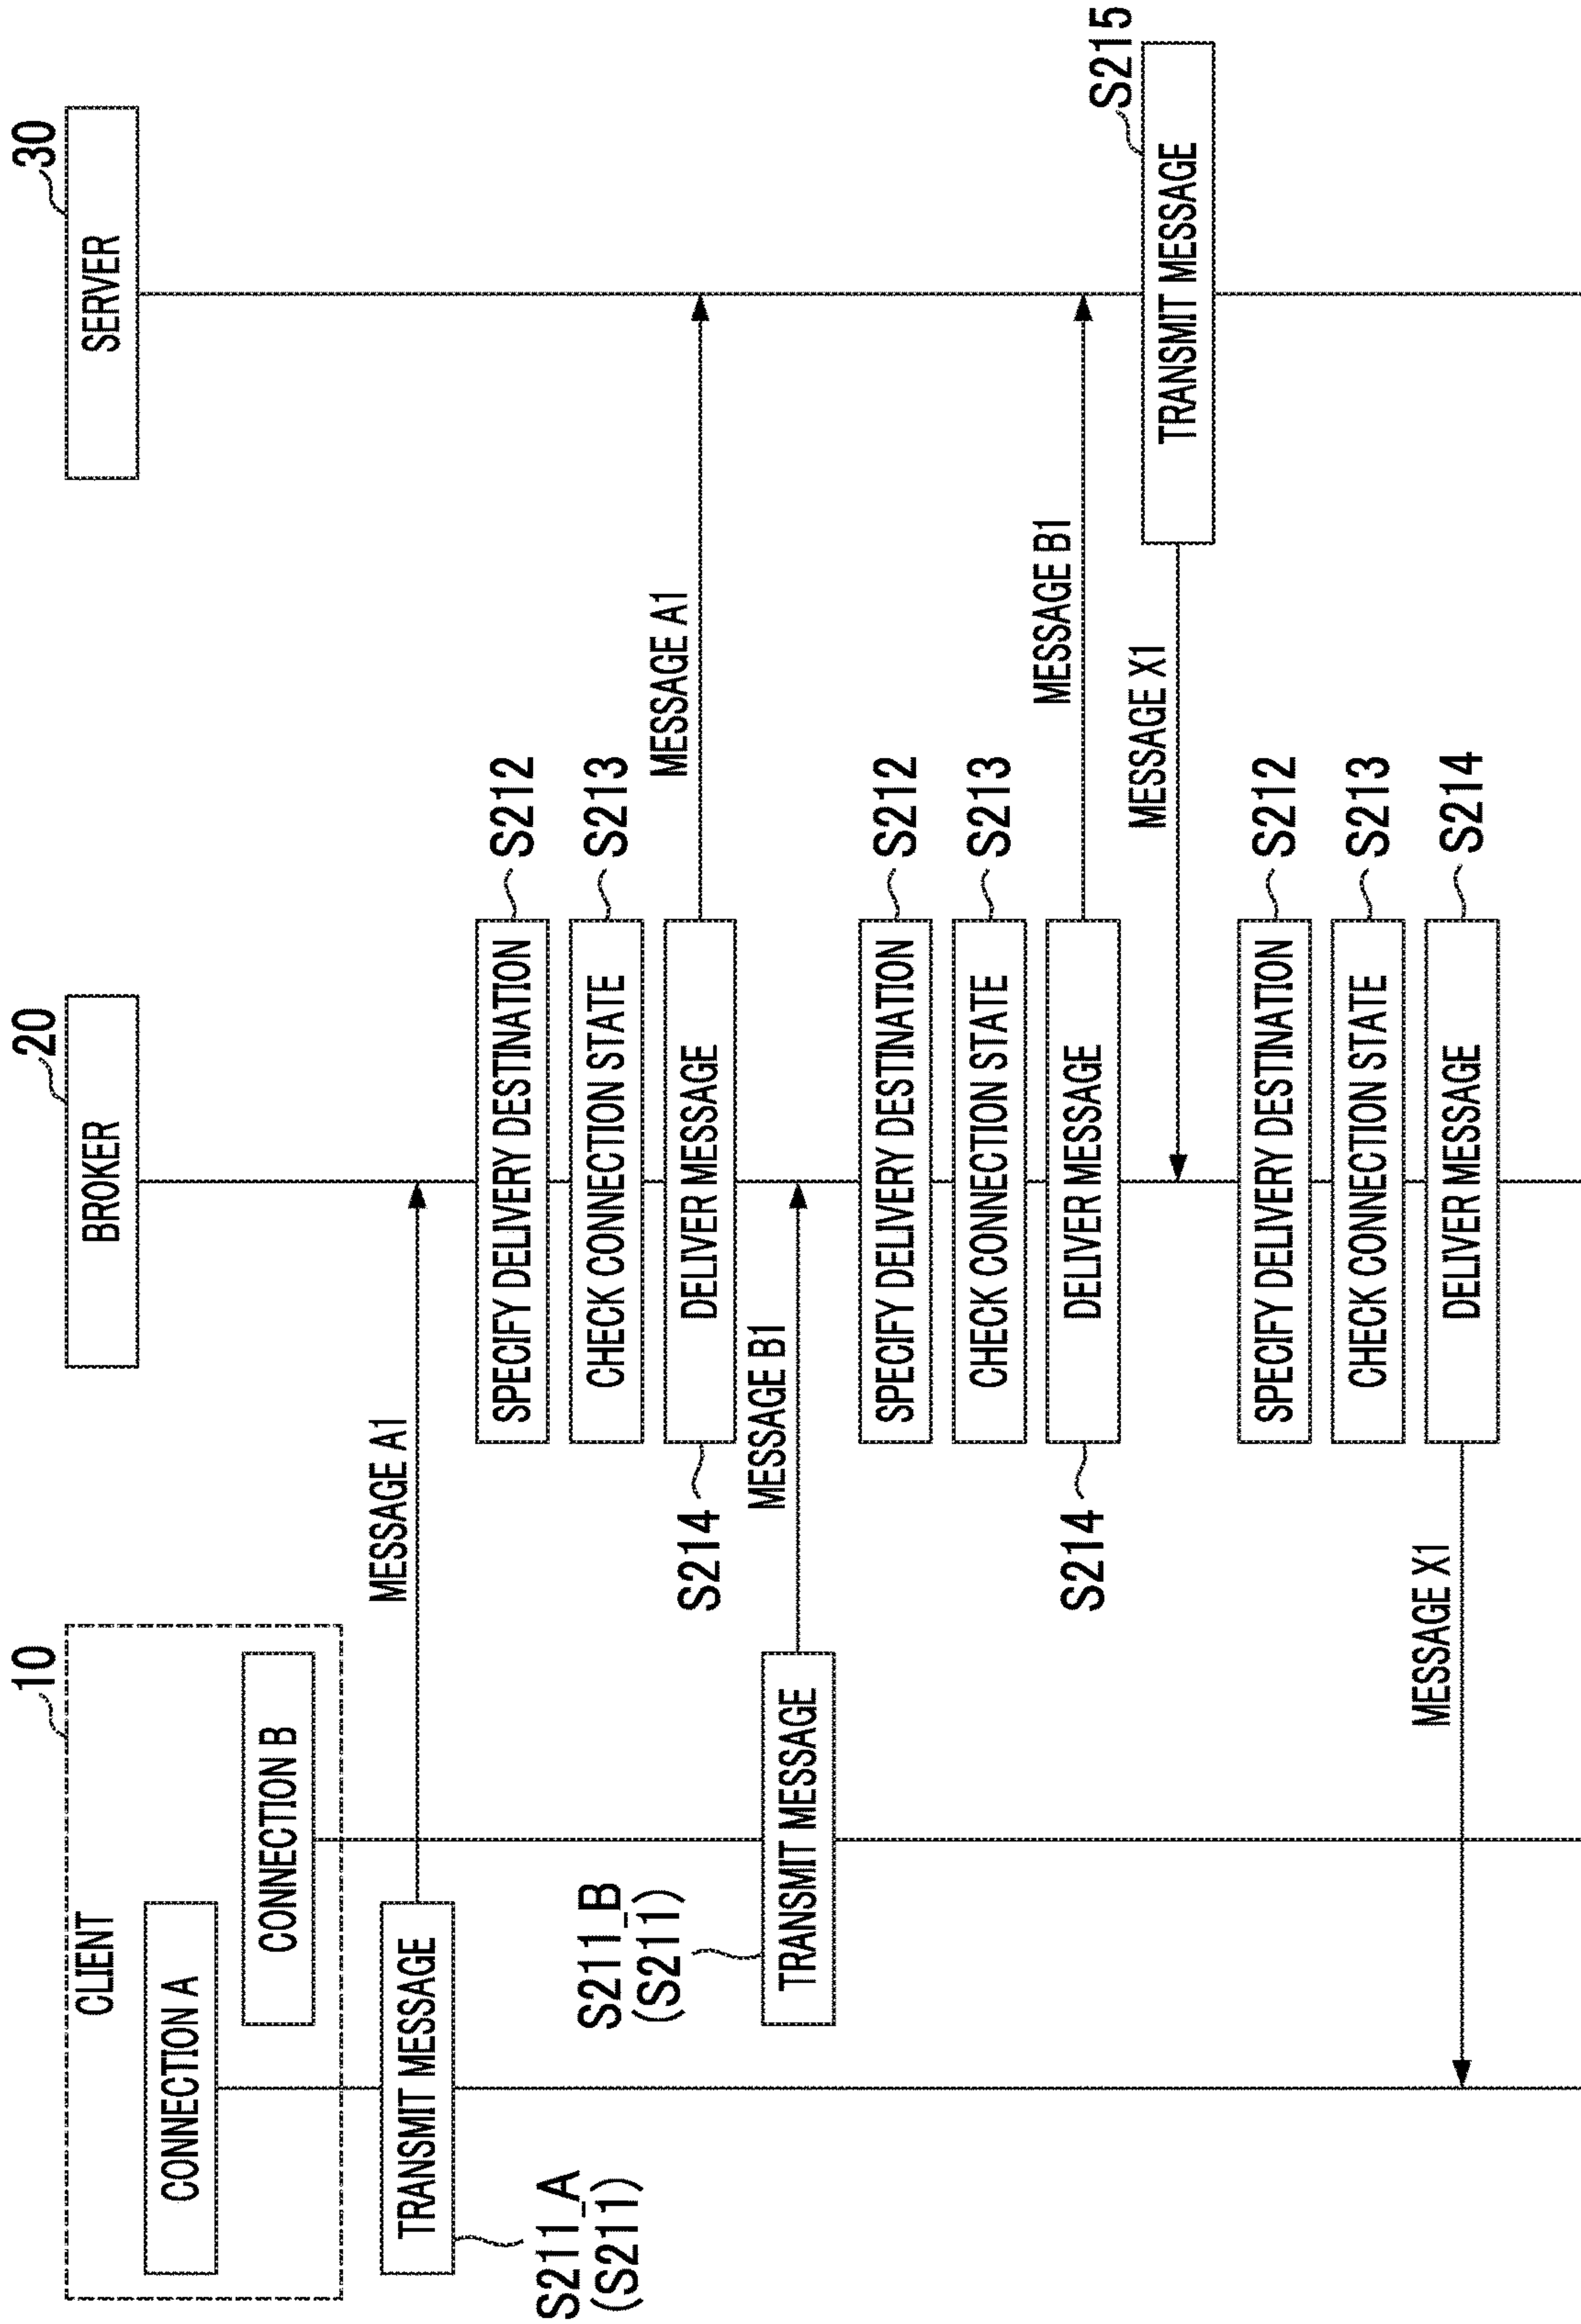 10
20
30
CLIENT
CONNECTION A
CONNECTION B
BROKER
SERVER
TRANSMIT MESSAGE
S211_A
(S211)
MESSAGE A1
SPECIFY DELIVERY DESTINATION
S212
CHECK CONNECTION STATE
S213
DELIVER MESSAGE
S214
MESSAGE A1
S211_B
(S211)
TRANSMIT MESSAGE
MESSAGE B1
SPECIFY DELIVERY DESTINATION
S212
CHECK CONNECTION STATE
S213
DELIVER MESSAGE
S214
MESSAGE B1
S215
TRANSMIT MESSAGE
MESSAGE X1
SPECIFY DELIVERY DESTINATION
S212
CHECK CONNECTION STATE
S213
DELIVER MESSAGE
S214
MESSAGE X1